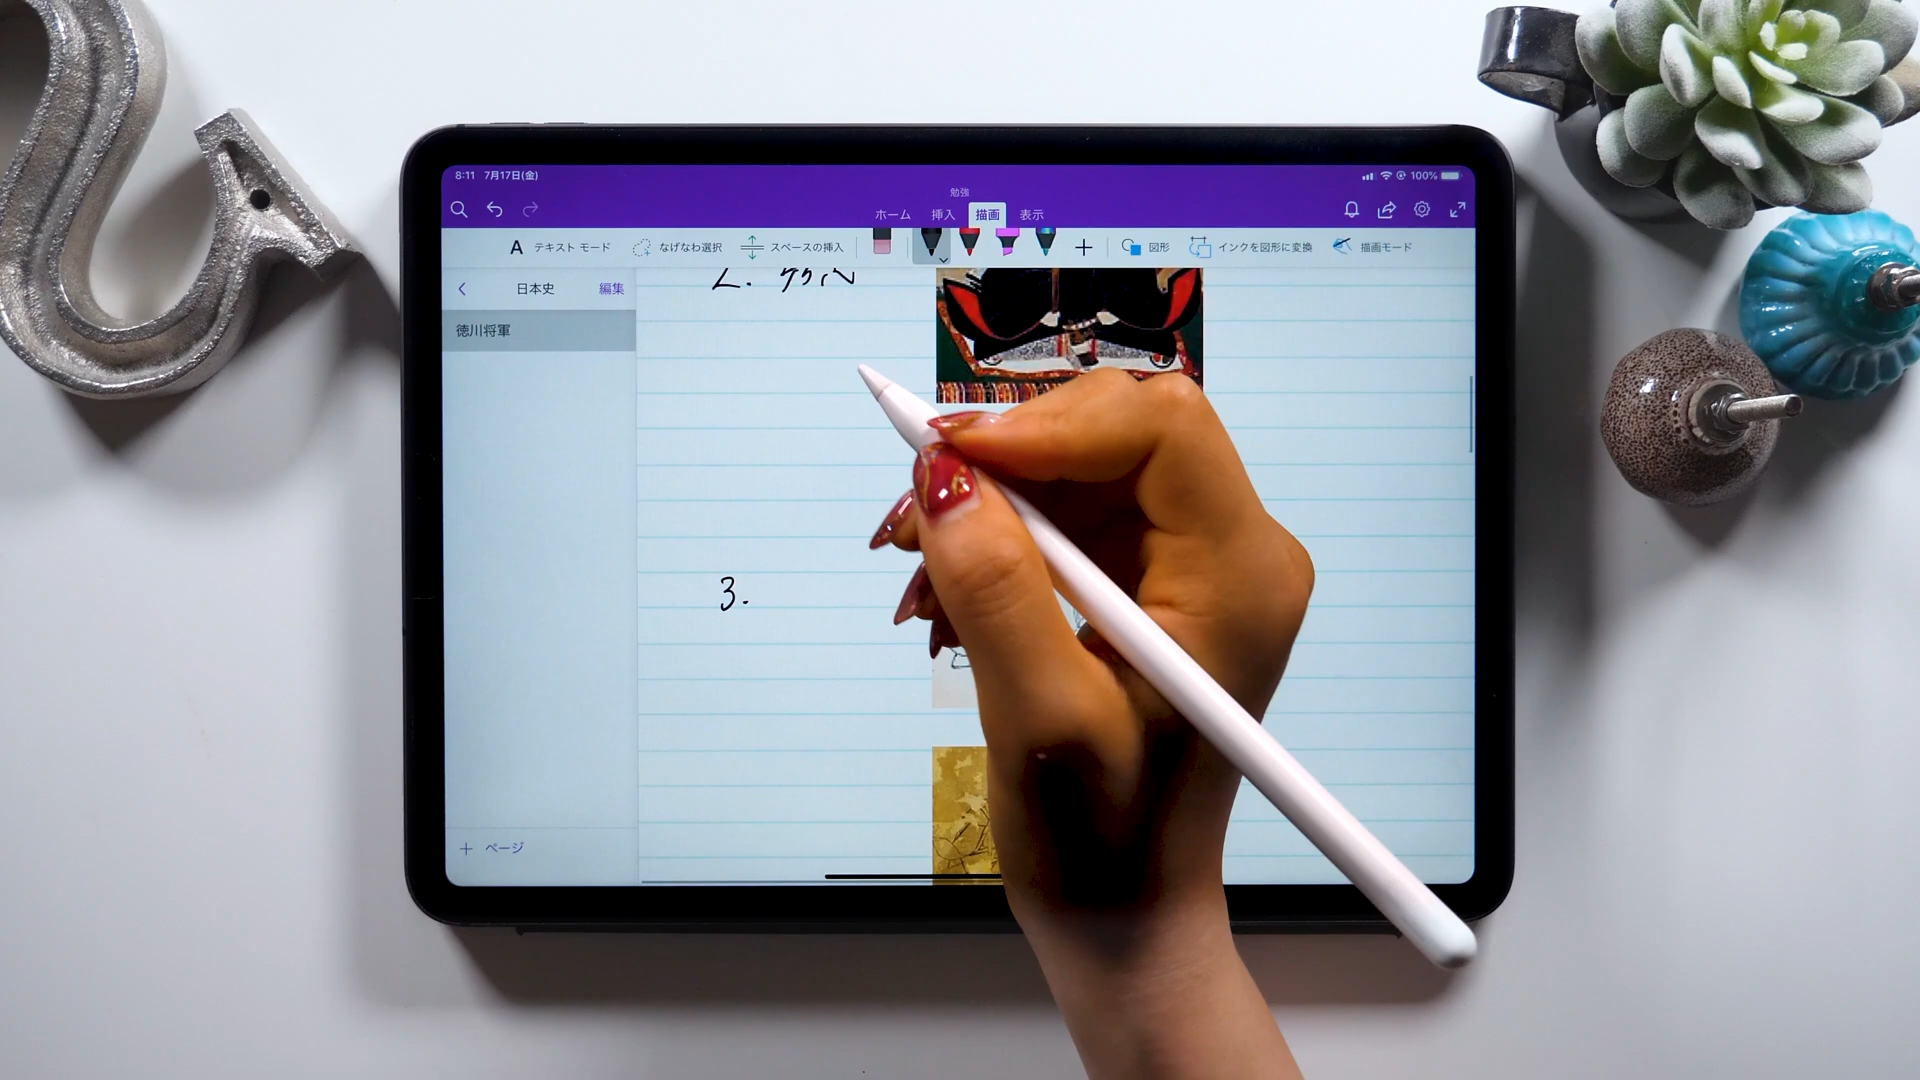 8:11 7月17日(金)
100%
勉強
ホーム 挿入 描画 表示
A テキスト モード なげなわ選択 スペースの挿入 図形 インクを図形に変換 描画モード
日本史 編集
徳川将軍
2.
3.
+ ページ